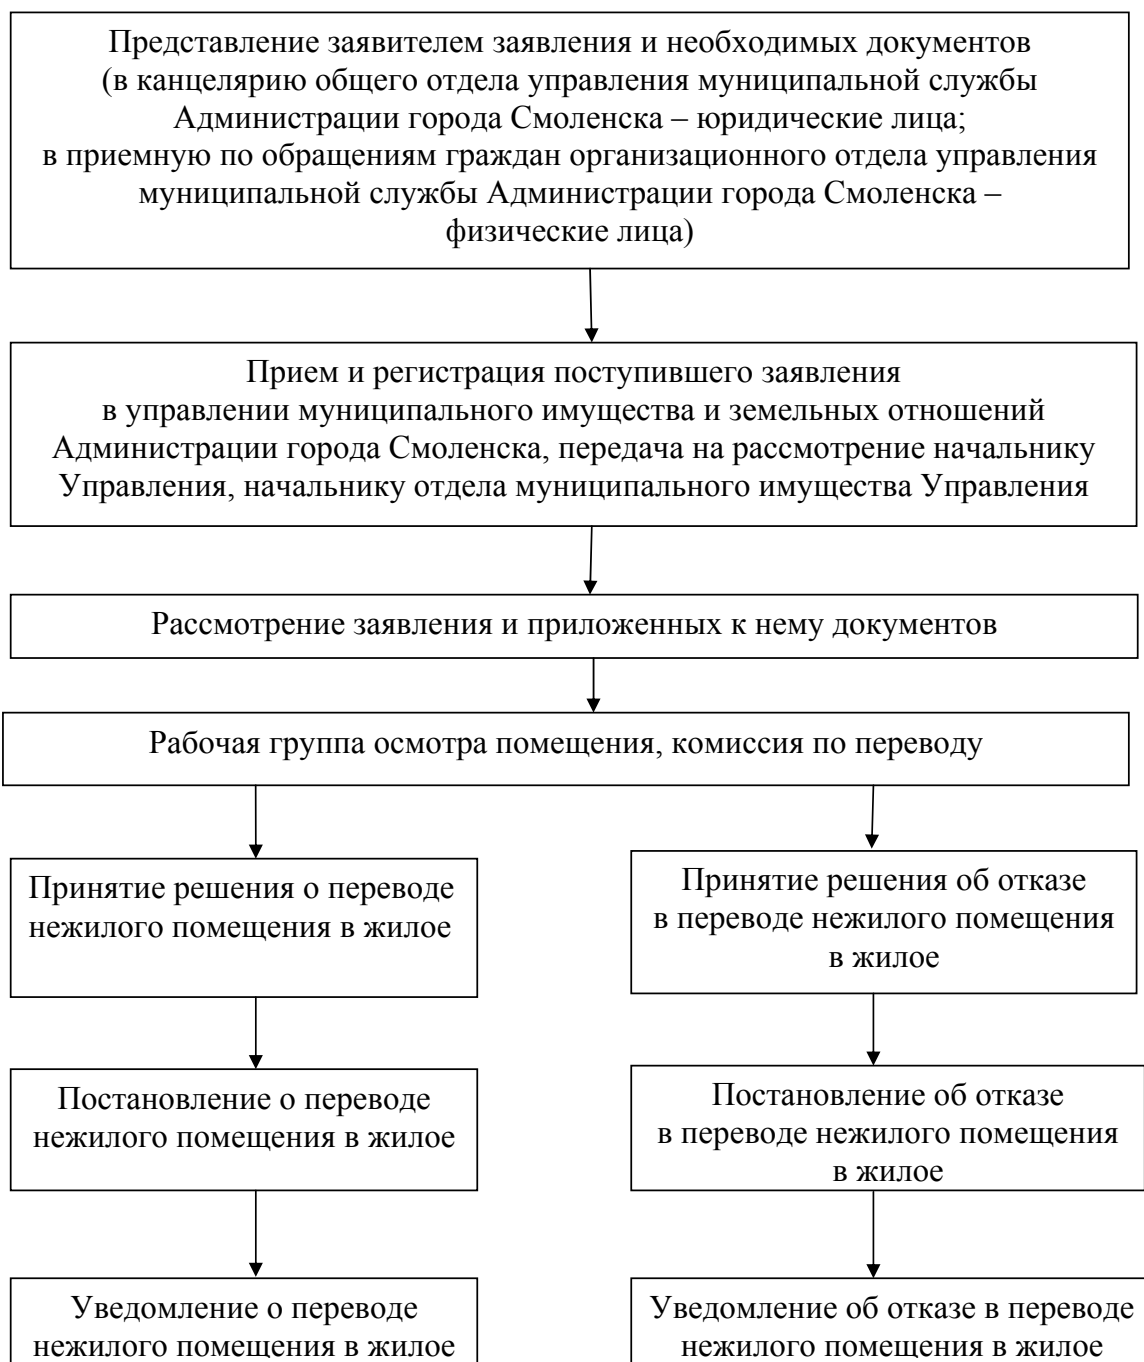 Представление заявителем заявления и необходимых документов
(в канцелярию общего отдела управления муниципальной службы
Администрации города Смоленска – юридические лица;
в приемную по обращениям граждан организационного отдела управления
муниципальной службы Администрации города Смоленска –
физические лица)
Прием и регистрация поступившего заявления
в управлении муниципального имущества и земельных отношений
Администрации города Смоленска, передача на рассмотрение начальнику
Управления, начальнику отдела муниципального имущества Управления
Рассмотрение заявления и приложенных к нему документов
Рабочая группа осмотра помещения, комиссия по переводу
Принятие решения о переводе
нежилого помещения в жилое
Принятие решения об отказе
в переводе нежилого помещения
в жилое
Постановление о переводе
нежилого помещения в жилое
Постановление об отказе
в переводе нежилого помещения
в жилое
Уведомление о переводе
нежилого помещения в жилое
Уведомление об отказе в переводе
нежилого помещения в жилое